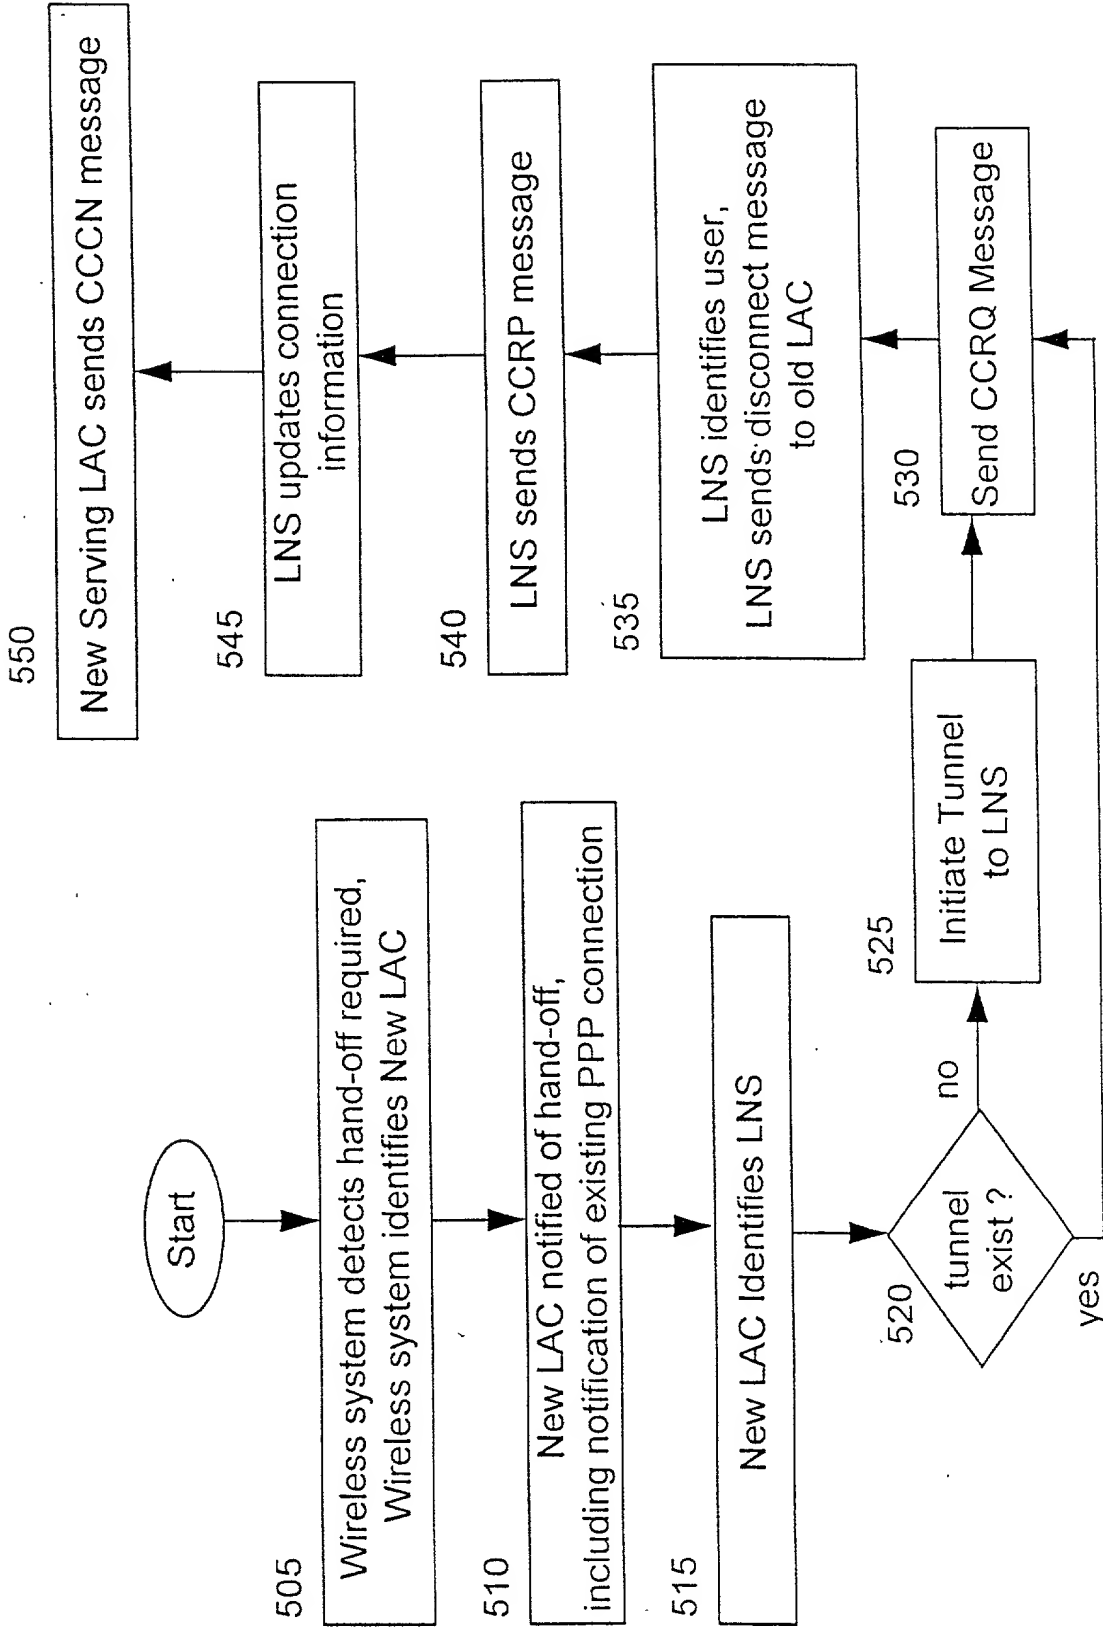 Start
505
Wireless system detects hand-off required,
Wireless system identifies New LAC
510
New LAC notified of hand-off,
including notification of existing PPP connection
515
New LAC Identifies LNS
520
tunnel
exist ?
no
yes
525
Initiate Tunnel
to LNS
530
Send CCRQ Message
535
LNS identifies user,
LNS sends disconnect message
to old LAC
540
LNS sends CCRP message
545
LNS updates connection
information
550
New Serving LAC sends CCCN message